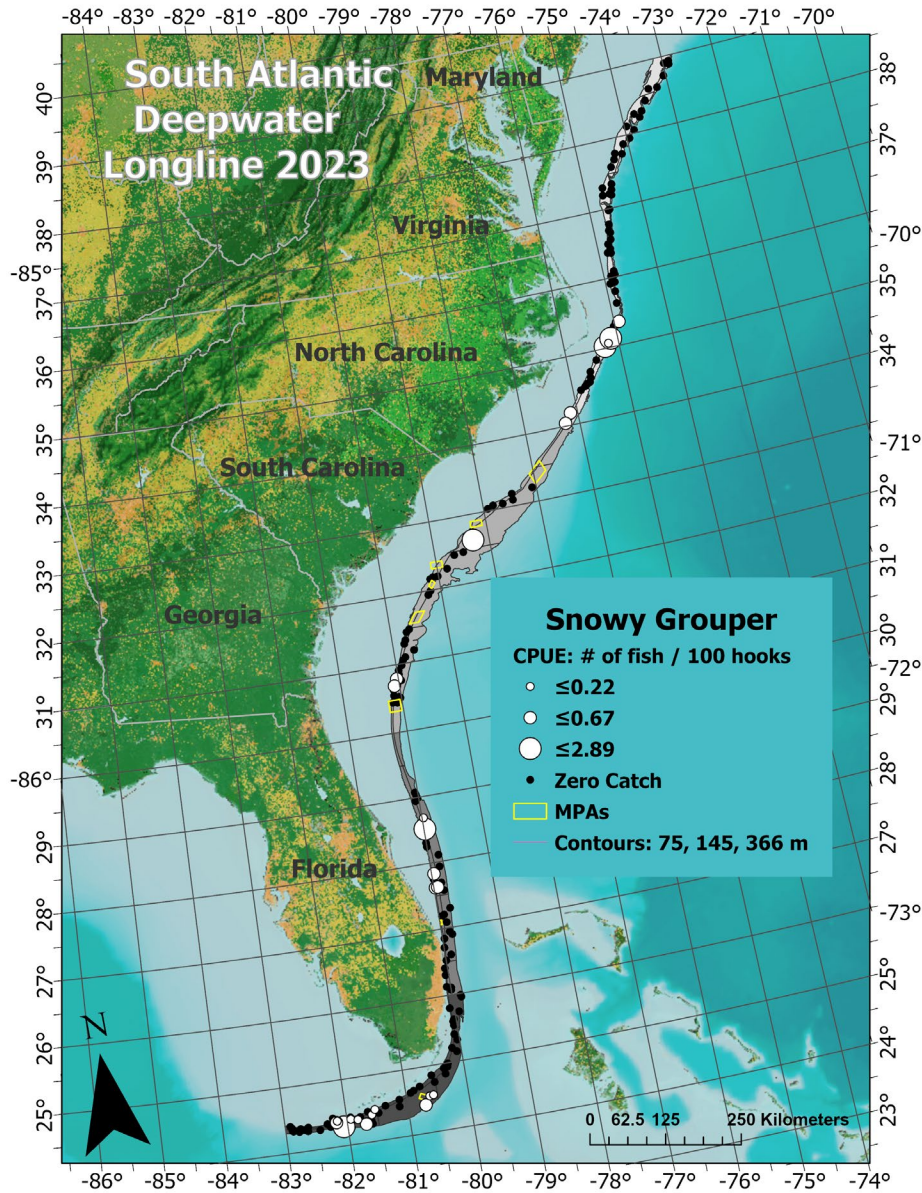 -84° -83° -82° -81° -80° -79° -78° -77° -76° -75° -74° -73° -72° -71° -70°
South Atlantic
Deepwater
Longline 2023
Maryland
Virginia
North Carolina
South Carolina
Georgia
Florida
40°
39°
38°
-85°
37°
36°
35°
34°
33°
32°
31°
-86°
29°
28°
27°
26°
25°
38°
37°
-70°
35°
34°
-71°
32°
31°
30°
-72°
29°
28°
27°
-73°
25°
24°
23°
Snowy Grouper
CPUE: # of fish / 100 hooks
≤0.22
≤0.67
≤2.89
Zero Catch
MPAs
Contours: 75, 145, 366 m
N
0 62.5 125 250 Kilometers
-84° -83° -82° -81° -80° -79° -78° -77° -76° -75° -74°